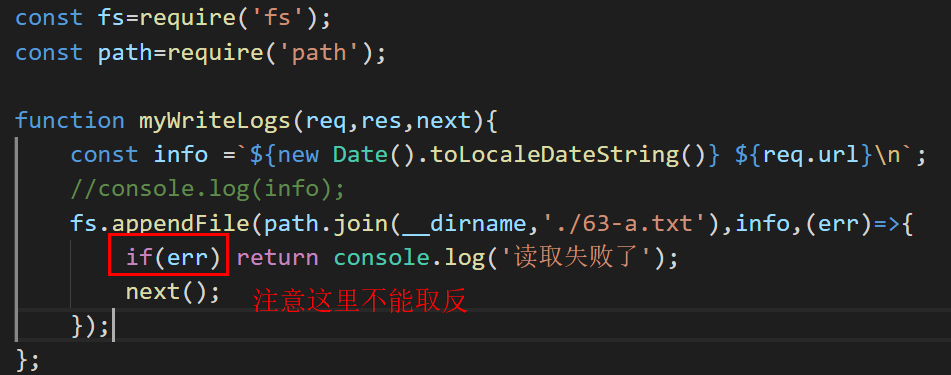 const fs=require('fs');
const path=require('path');
function myWriteLogs(req,res,next){
    const info =`${new Date().toLocaleDateString()} ${req.url}\n`;
    //console.log(info);
    fs.appendFile(path.join(__dirname,'./63-a.txt'),info,(err)=>{
        if(err) return console.log('读取失败了');
        next();
注意这里不能取反
    });
};